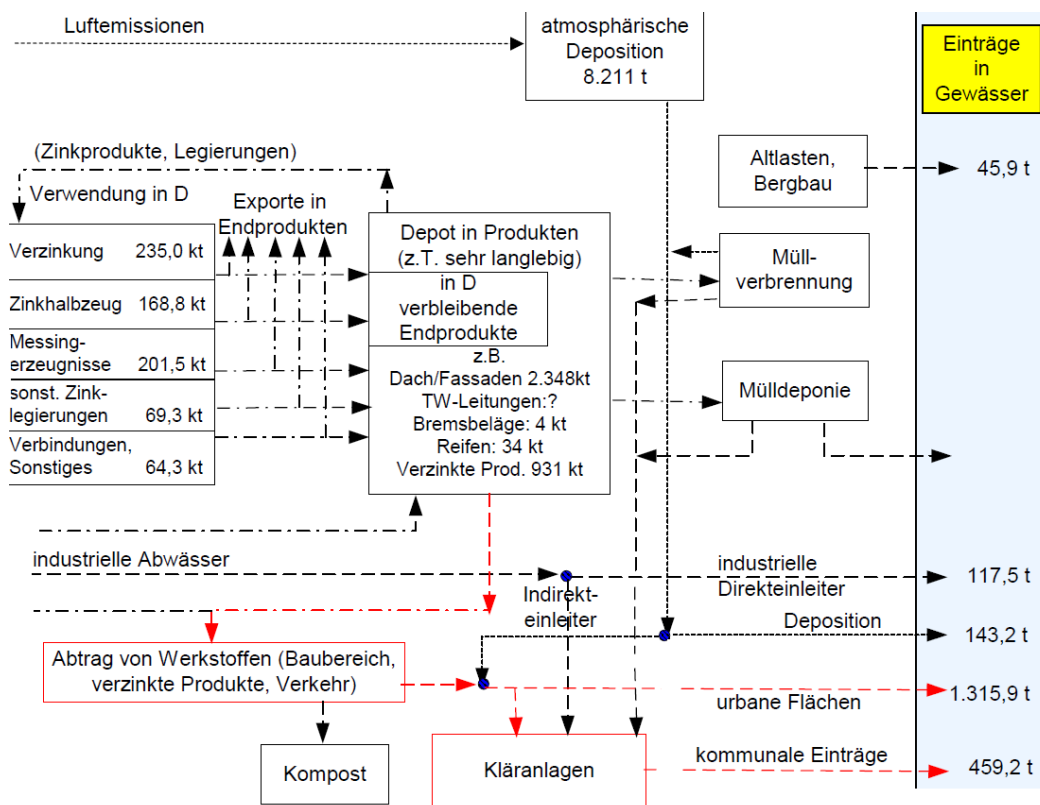 Luftemissionen
atmosphärische
Deposition
8.211 t
Einträge
in
Gewässer
(Zinkprodukte, Legierungen)
Altlasten,
Bergbau
45,9 t
Verwendung in D
Exporte in
Endprodukten
Verzinkung 235,0 kt
Zinkhalbzeug 168,8 kt
Messing-
erzeugnisse 201,5 kt
sonst. Zink-
legierungen 69,3 kt
Verbindungen,
Sonstiges 64,3 kt
Depot in Produkten
(z.T. sehr langlebig)
in D
verbleibende
Endprodukte
z.B.
Dach/Fassaden 2.348kt
TW-Leitungen:?
Bremsbeläge: 4 kt
Reifen: 34 kt
Verzinkte Prod. 931 kt
Müll-
verbrennung
Mülldeponie
industrielle Abwässer
Indirekt-
einleiter
industrielle
Direkteinleiter
117,5 t
Deposition
143,2 t
Abtrag von Werkstoffen (Baubereich,
verzinkte Produkte, Verkehr)
urbane Flächen
1.315,9 t
Kompost
Kläranlagen
kommunale Einträge
459,2 t